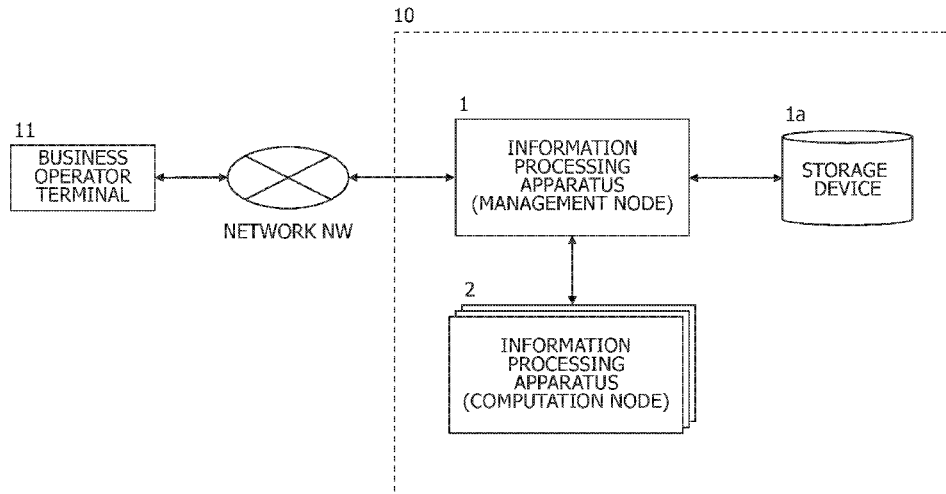 10
11
BUSINESS
OPERATOR
TERMINAL
NETWORK NW
1
INFORMATION
PROCESSING
APPARATUS
(MANAGEMENT NODE)
1a
STORAGE
DEVICE
2
INFORMATION
PROCESSING
APPARATUS
(COMPUTATION NODE)